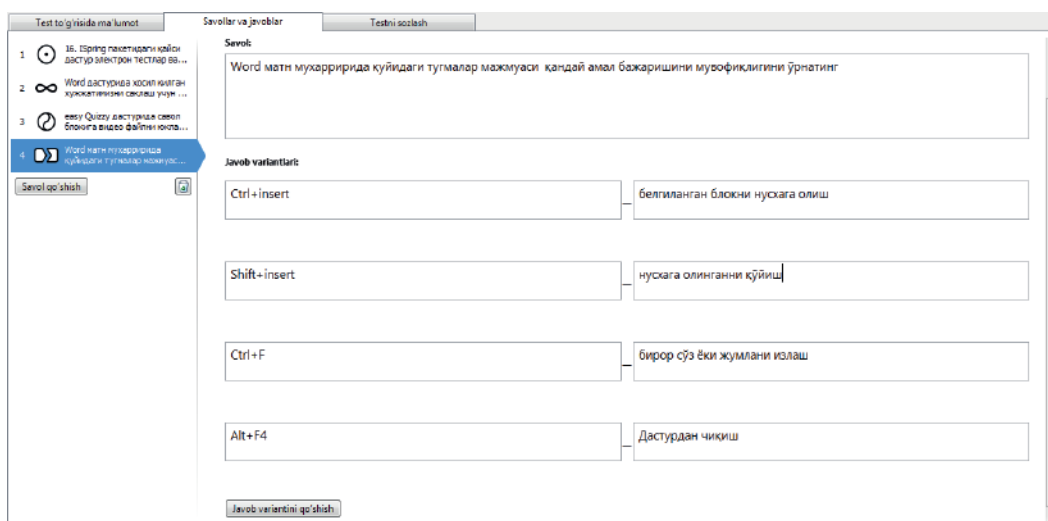 Test to'g'risida ma'lumot
Savollar va javoblar
Testni sozlash
1
16. ISpring пакетидаги қайси
дастур электрон тестлар ва...
2
Word дастурида хосил килган
хужжатимизни саклаш учун ...
3
easy Quizzy дастурида савол
блокига видео файлни юкла...
4
Word матн мухарририда
қуйидаги тугмалар мажмуас...
Savol qo'shish
Savol:
Word матн мухарририда қуйидаги тугмалар мажмуаси қандай амал бажаришини мувофиқлигини ўрнатинг
Javob variantlari:
Ctrl+insert
_
белгиланган блокни нусхага олиш
Shift+insert
_
нусхага олинганни қўйиш
Ctrl+F
_
бирор сўз ёки жумлани излаш
Alt+F4
_
Дастурдан чиқиш
Javob variantini qo'shish